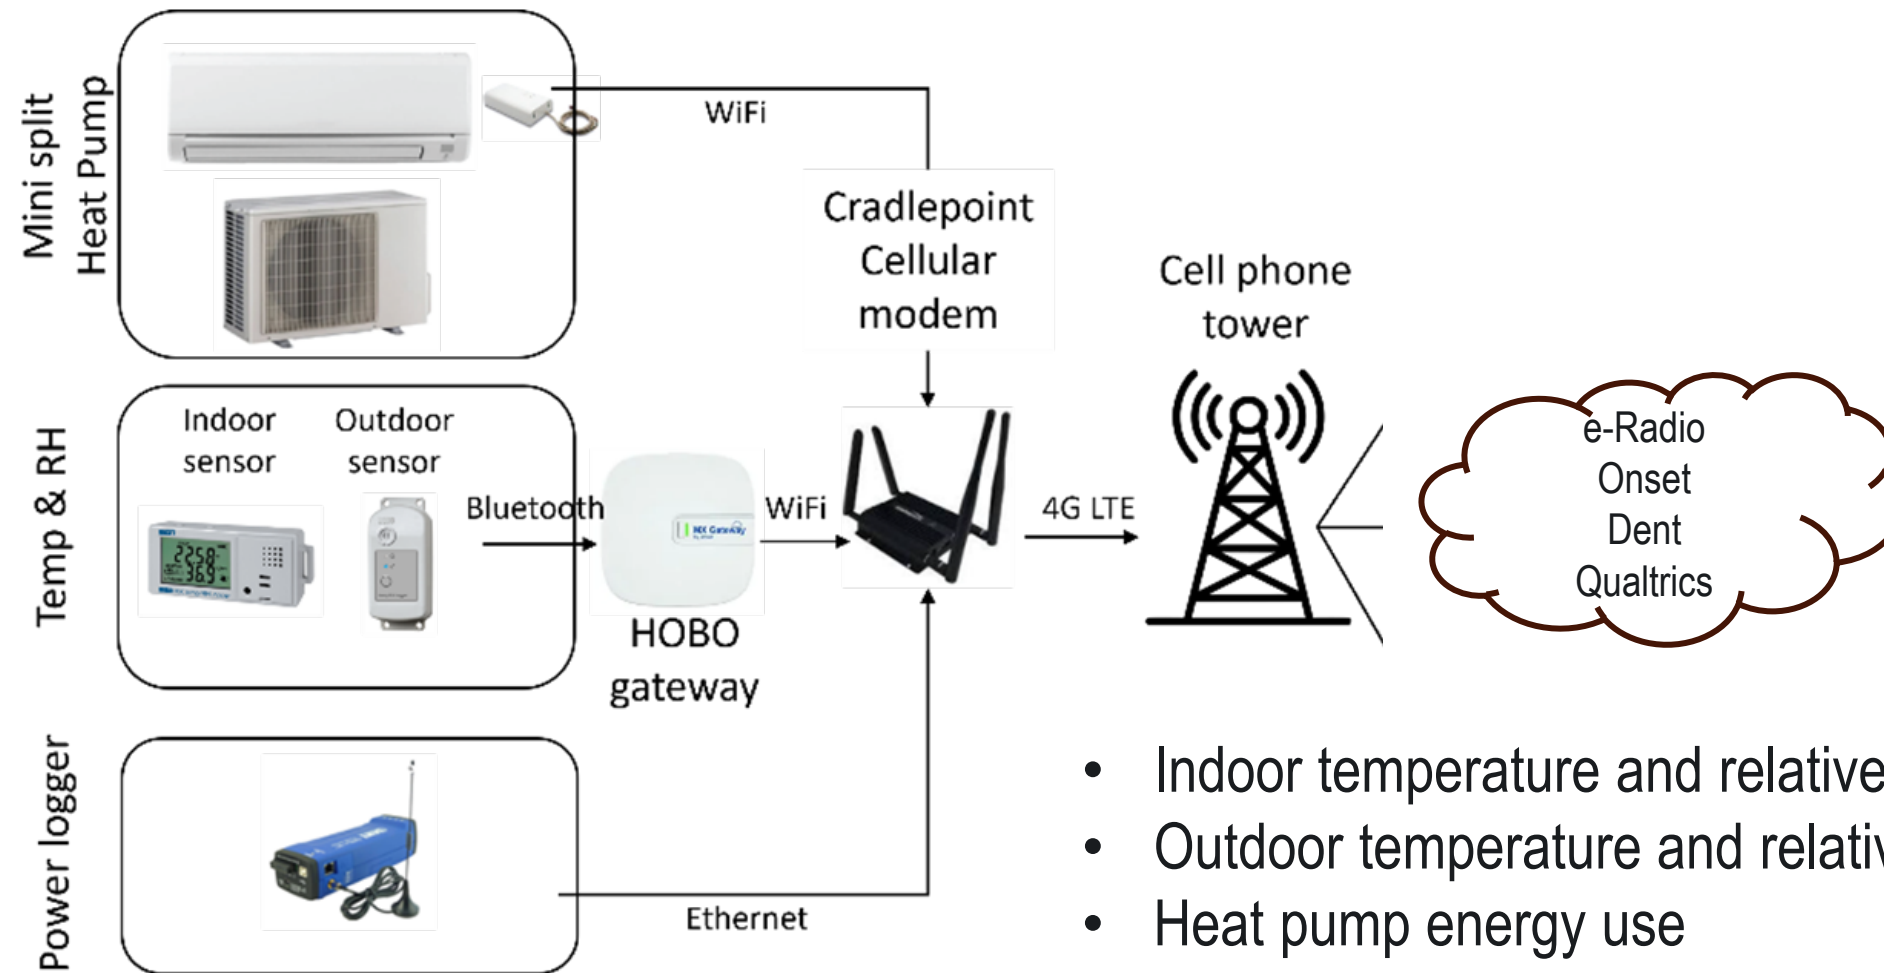 Mini split
Heat Pump
WiFi
Cradlepoint
Cellular
modem
Cell phone
tower
Temp & RH
Indoor
sensor
Outdoor
sensor
Bluetooth
MX Gateway
WiFi
4G LTE
HOBO
gateway
e-Radio
Onset
Dent
Qualtrics
Power logger
Ethernet
• Indoor temperature and relative
• Outdoor temperature and relativ
• Heat pump energy use